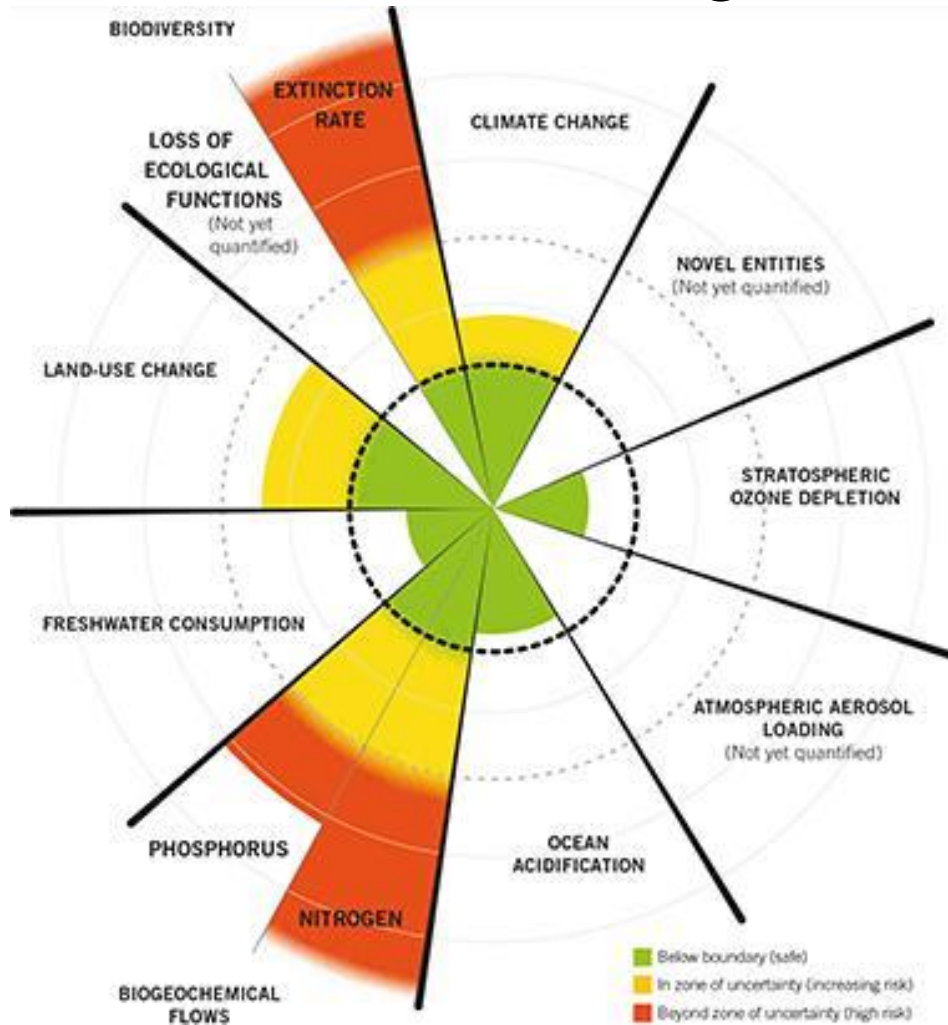 BIODIVERSITY
EXTINCTION
RATE
CLIMATE CHANGE
LOSS OF
ECOLOGICAL
FUNCTIONS
(Not yet
quantified)
NOVEL ENTITIES
(Not yet quantified)
LAND-USE CHANGE
STRATOSPHERIC
OZONE DEPLETION
FRESHWATER CONSUMPTION
ATMOSPHERIC AEROSOL
LOADING
(Not yet quantified)
PHOSPHORUS
OCEAN
ACIDIFICATION
NITROGEN
BIOGEOCHEMICAL
FLOWS
Below boundary (safe)
In zone of uncertainty (increasing risk)
Beyond zone of uncertainty (high risk)